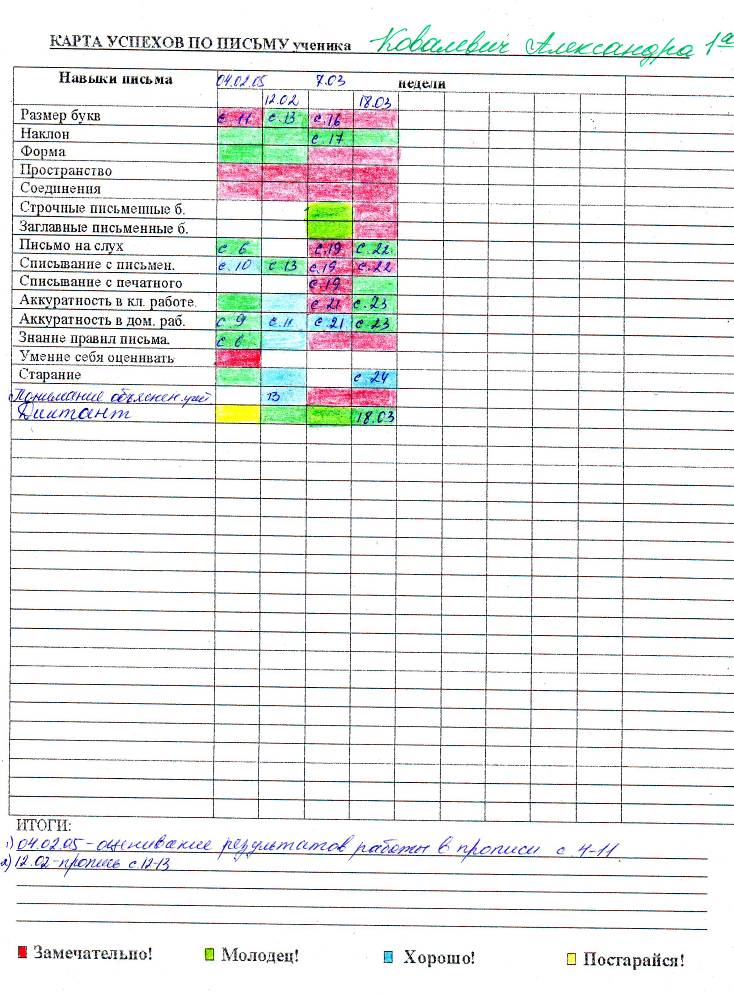 КАРТА УСПЕХОВ ПО ПИСЬМУ ученика Ковалевич Александра 1а
Навыки письма 04.02.05 7.03 недели
12.02 18.03
Размер букв с 11 с.13 с.16
Наклон с.17
Форма
Пространство
Соединения
Строчные письменные б.
Заглавные письменные б.
Письмо на слух с 6 с.19 с.22
Списывание с письмен. с.10 с 13 с.19 с.22
Списывание с печатного с.19
Аккуратность в кл. работе. с 21 с.23
Аккуратность в дом. раб. с.9 с.11 с.21 с.23
Знание правил письма. с.6
Умение себя оценивать
Старание с.24
Понимание объяснен. учит 13
Диктант 18.03
ИТОГИ:
1) 04.02.05 - оценивание результатов работы в прописи с 4-11
2) 12.02 - пропись с.12-13
Замечательно! Молодец! Хорошо! Постарайся!